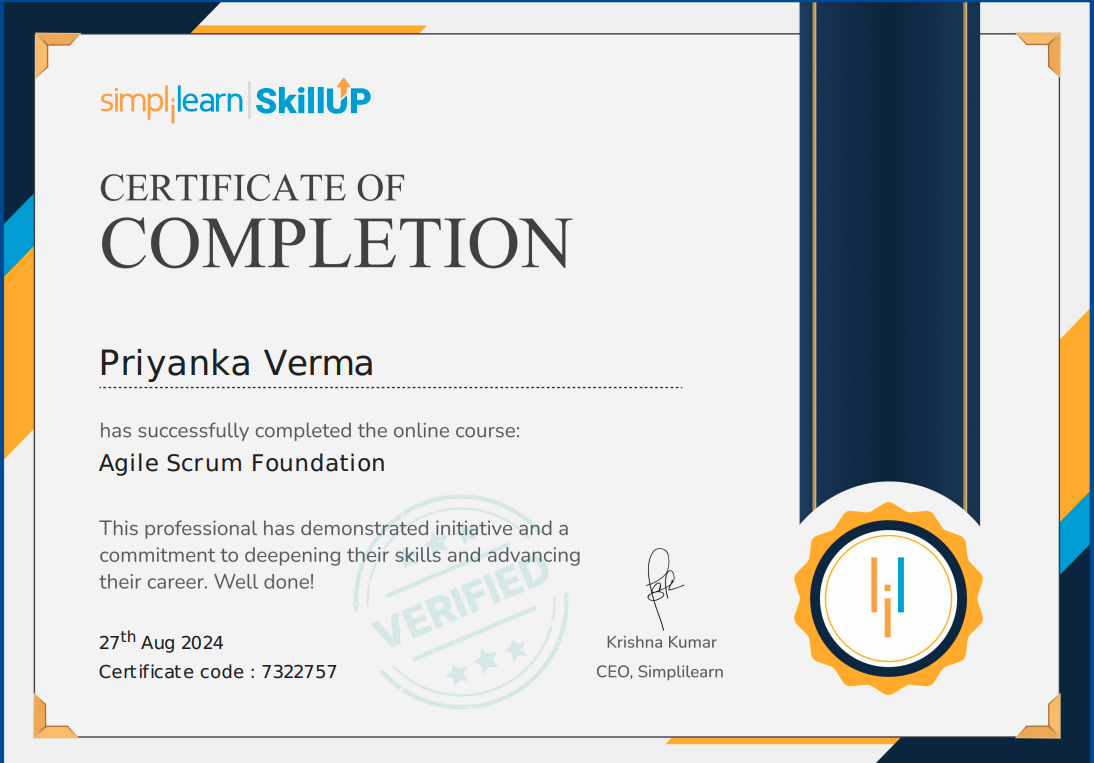 simplilearn | SkillUP
CERTIFICATE OF
COMPLETION
Priyanka Verma
has successfully completed the online course:
Agile Scrum Foundation
This professional has demonstrated initiative and a
commitment to deepening their skills and advancing
their career. Well done!
VERIFIED
27th Aug 2024
Certificate code : 7322757
Krishna Kumar
CEO, Simplilearn